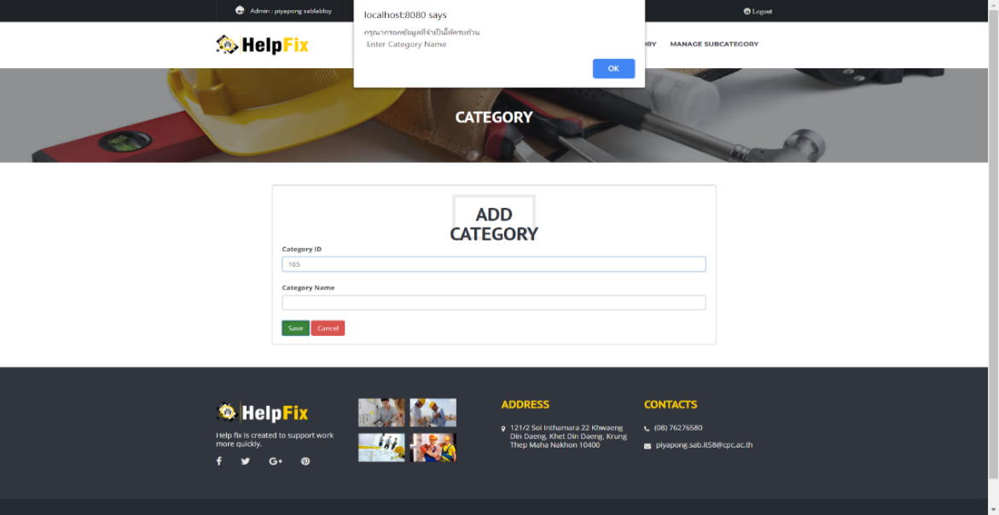 Admin : piyapong sablabloy
Logout
localhost:8080 says
กรุณากรอกข้อมูลที่จำเป็นให้ครบถ้วน
Enter Category Name
OK
HelpFix
RY
MANAGE SUBCATEGORY
CATEGORY
ADD
CATEGORY
Category ID
105
Category Name
Save
Cancel
HelpFix
Help fix is created to support work
more quickly.
ADDRESS
121/2 Soi Inthamara 22 Khwaeng
Din Daeng, Khet Din Daeng, Krung
Thep Maha Nakhon 10400
CONTACTS
(08) 76276580
piyapong.sab.it58@cpc.ac.th